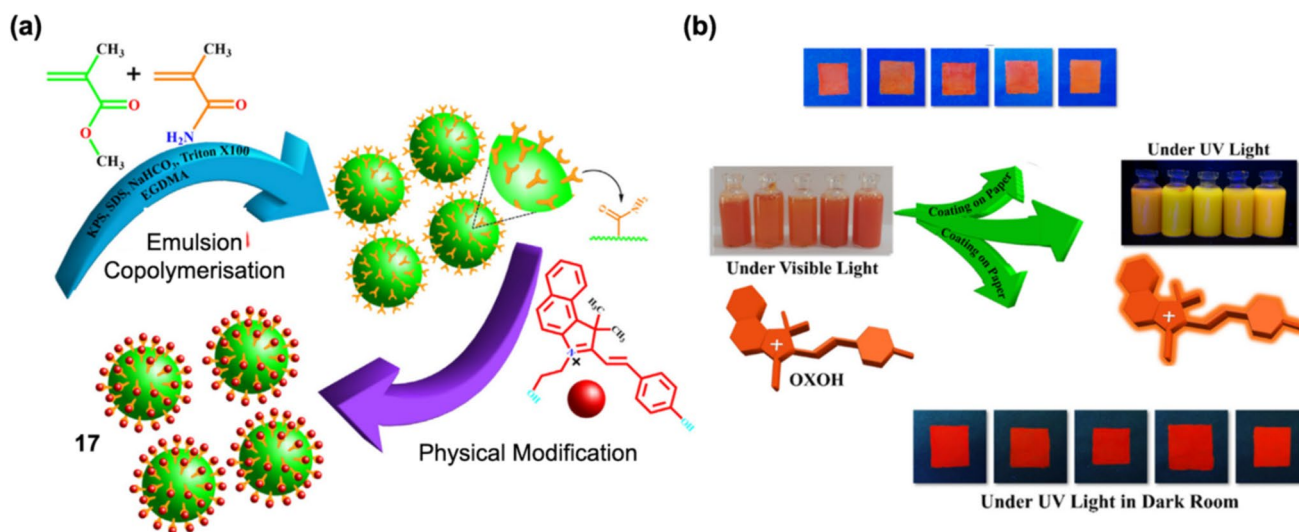 (a)
CH₃
+
CH₃
O
O
CH₃
H₂N
O
KPS, SDS, NaHCO₃, Triton X100
EGDMA
Emulsion
Copolymerisation
O
NH₂
H₃C
CH₃
N
OH
OH
17
Physical Modification
(b)
Under Visible Light
Coating on Paper
Coating on Paper
Under UV Light
+
OXOH
+
Under UV Light in Dark Room